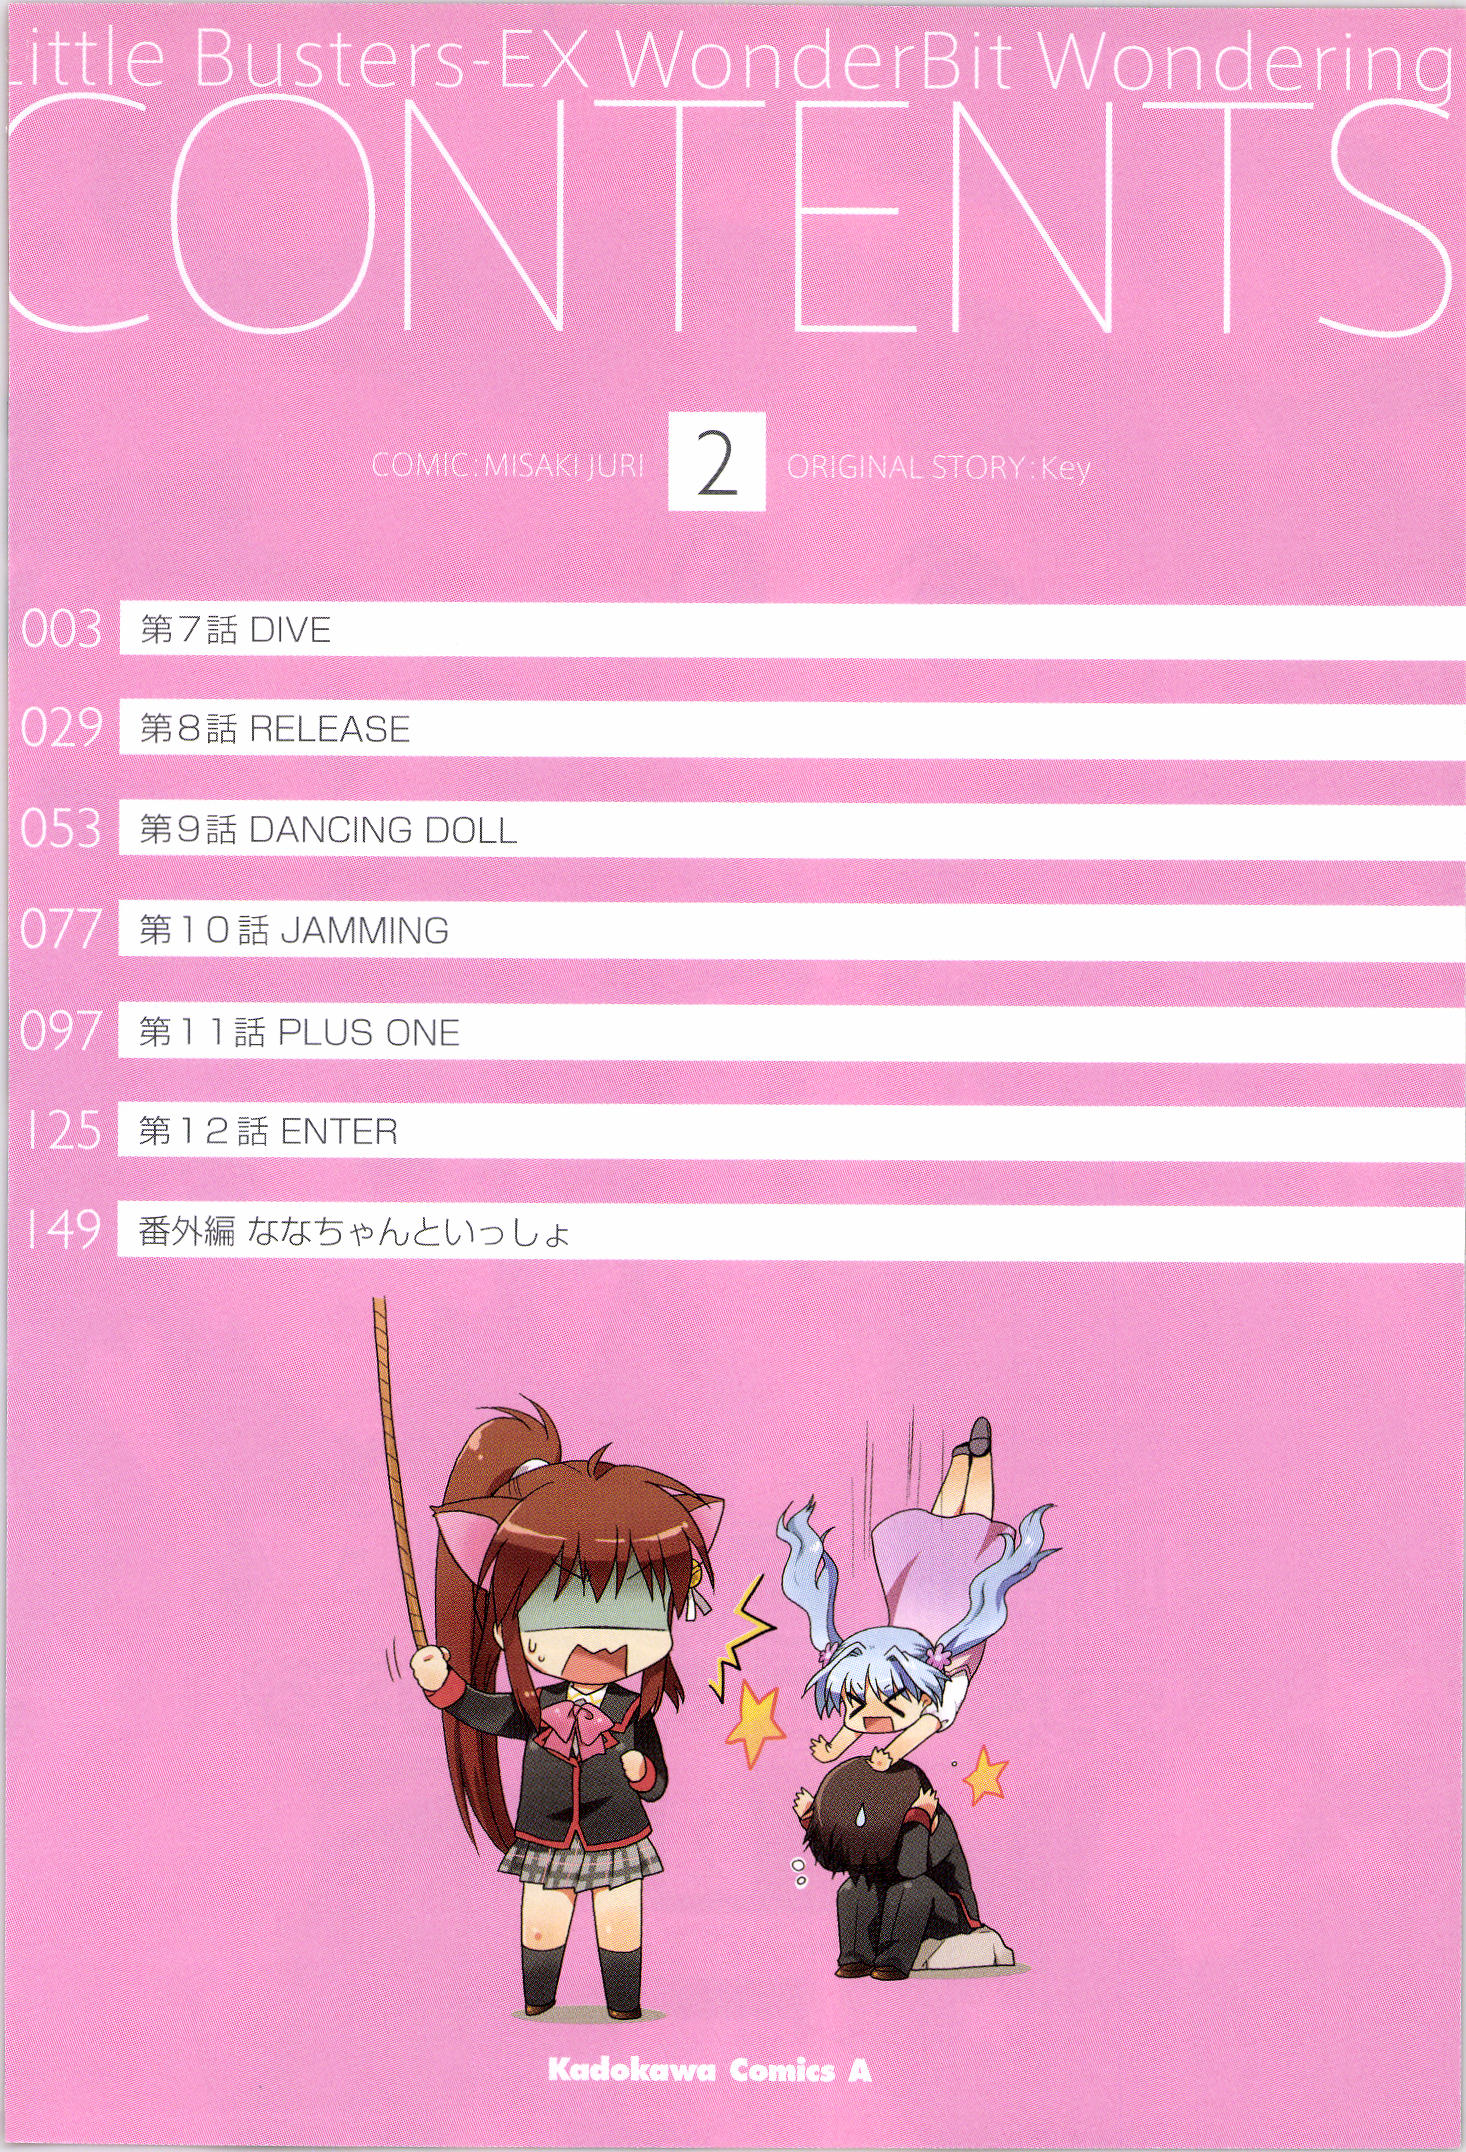 Little Busters-EX WonderBit Wondering
CONTENTS
COMIC:MISAKI JURI 2 ORIGINAL STORY:Key
003 第7話 DIVE
029 第8話 RELEASE
053 第9話 DANCING DOLL
077 第10話 JAMMING
097 第11話 PLUS ONE
125 第12話 ENTER
149 番外編 ななちゃんといっしょ
Kadokawa Comics A